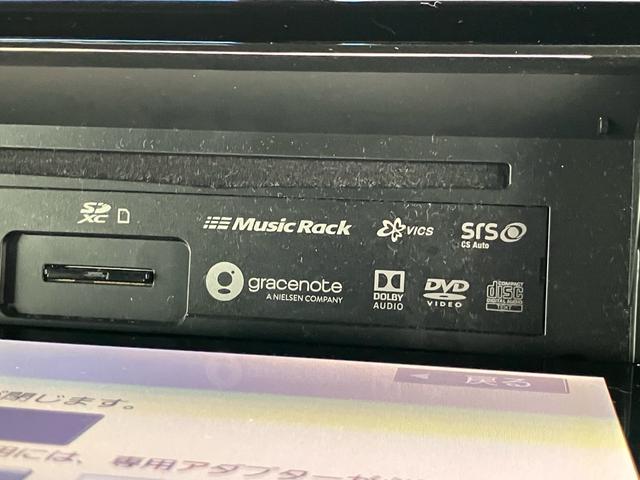 SD XC
Music Rack
VICS
SrS
CS Auto
gracenote
A NIELSEN COMPANY
DOLBY
AUDIO
DVD
VIDEO
COMPACT
disc
DIGITAL AUDIO
TEXT
戻る
閉じます。
には、専用アダプターが